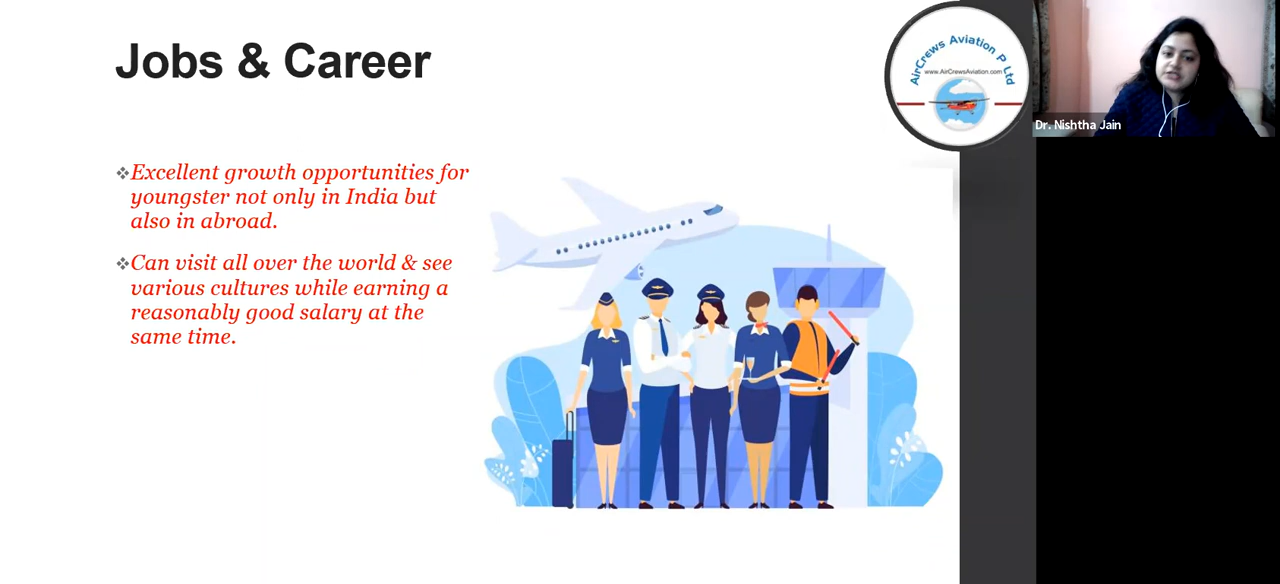 Jobs & Career
❖Excellent growth opportunities for
youngster not only in India but
also in abroad.
❖Can visit all over the world & see
various cultures while earning a
reasonably good salary at the
same time.
AirCrews Aviation P Ltd
www.AirCrewsAviation.com
Dr. Nishtha Jain